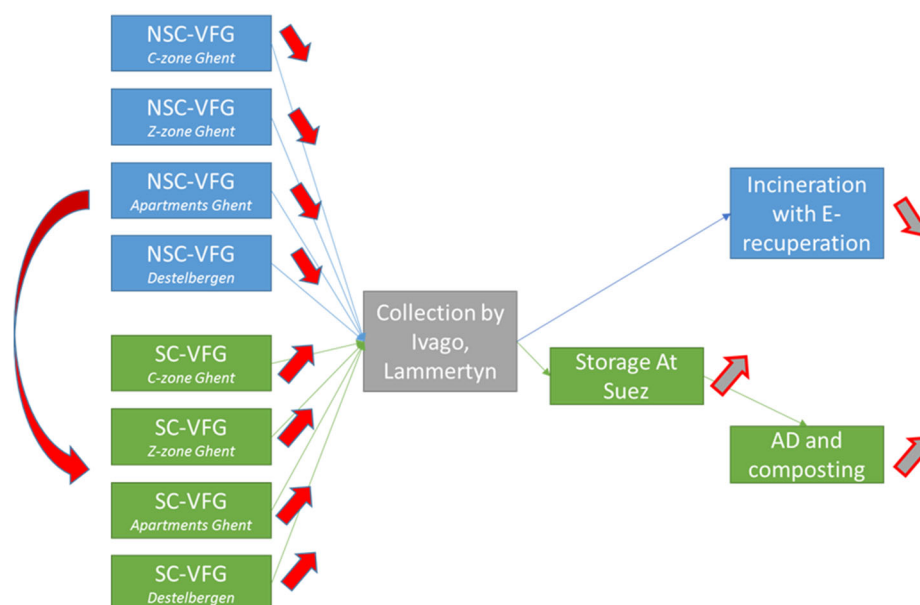 NSC-VFG
C-zone Ghent
NSC-VFG
Z-zone Ghent
NSC-VFG
Apartments Ghent
NSC-VFG
Destelbergen
SC-VFG
C-zone Ghent
SC-VFG
Z-zone Ghent
SC-VFG
Apartments Ghent
SC-VFG
Destelbergen
Collection by
Ivago,
Lammertyn
Incineration
with E-
recuperation
Storage At
Suez
AD and
composting